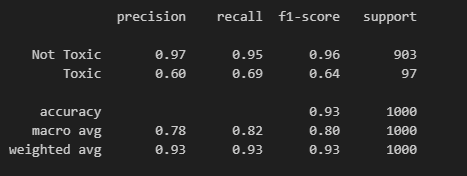 precision recall f1-score support
Not Toxic 0.97 0.95 0.96 903
Toxic 0.60 0.69 0.64 97
accuracy 0.93 1000
macro avg 0.78 0.82 0.80 1000
weighted avg 0.93 0.93 0.93 1000